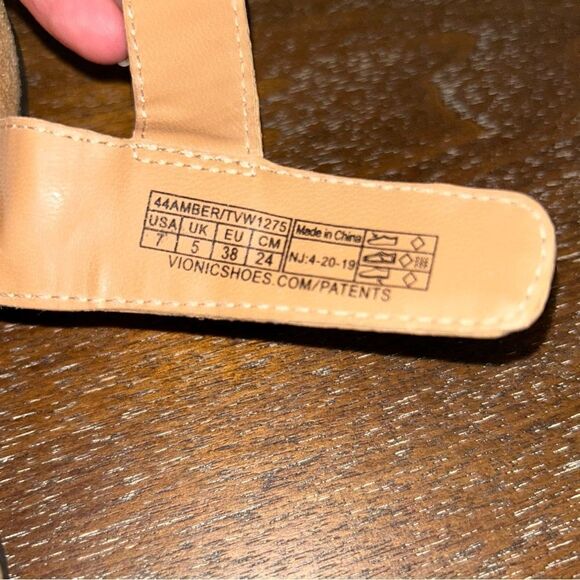 44AMBER/TVW1275
USA UK EU CM
7 5 38 24
Made in China
NJ:4-20-19
VIONICSHOES.COM/PATENTS